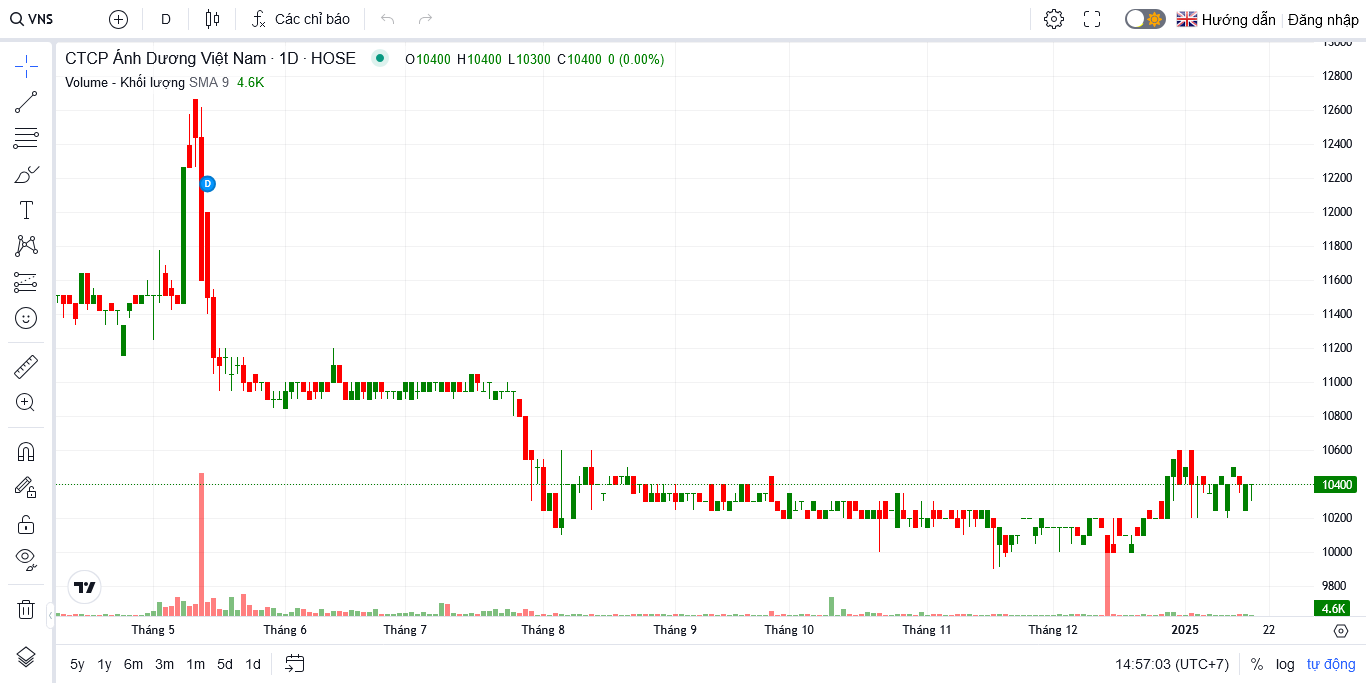 VNS D Các chỉ báo Hướng dẫn Đăng nhập
CTCP Ánh Dương Việt Nam · 1D · HOSE O10400 H10400 L10300 C10400 0 (0.00%)
Volume - Khối lượng SMA 9 4.6K
13000
12800
12600
12400
12200
D
12000
11800
11600
11400
11200
11000
10800
10600
10400
10200
10000
9800
4.6K
Tháng 5 Tháng 6 Tháng 7 Tháng 8 Tháng 9 Tháng 10 Tháng 11 Tháng 12 2025 22
5y 1y 6m 3m 1m 5d 1d 14:57:03 (UTC+7) % log tự động